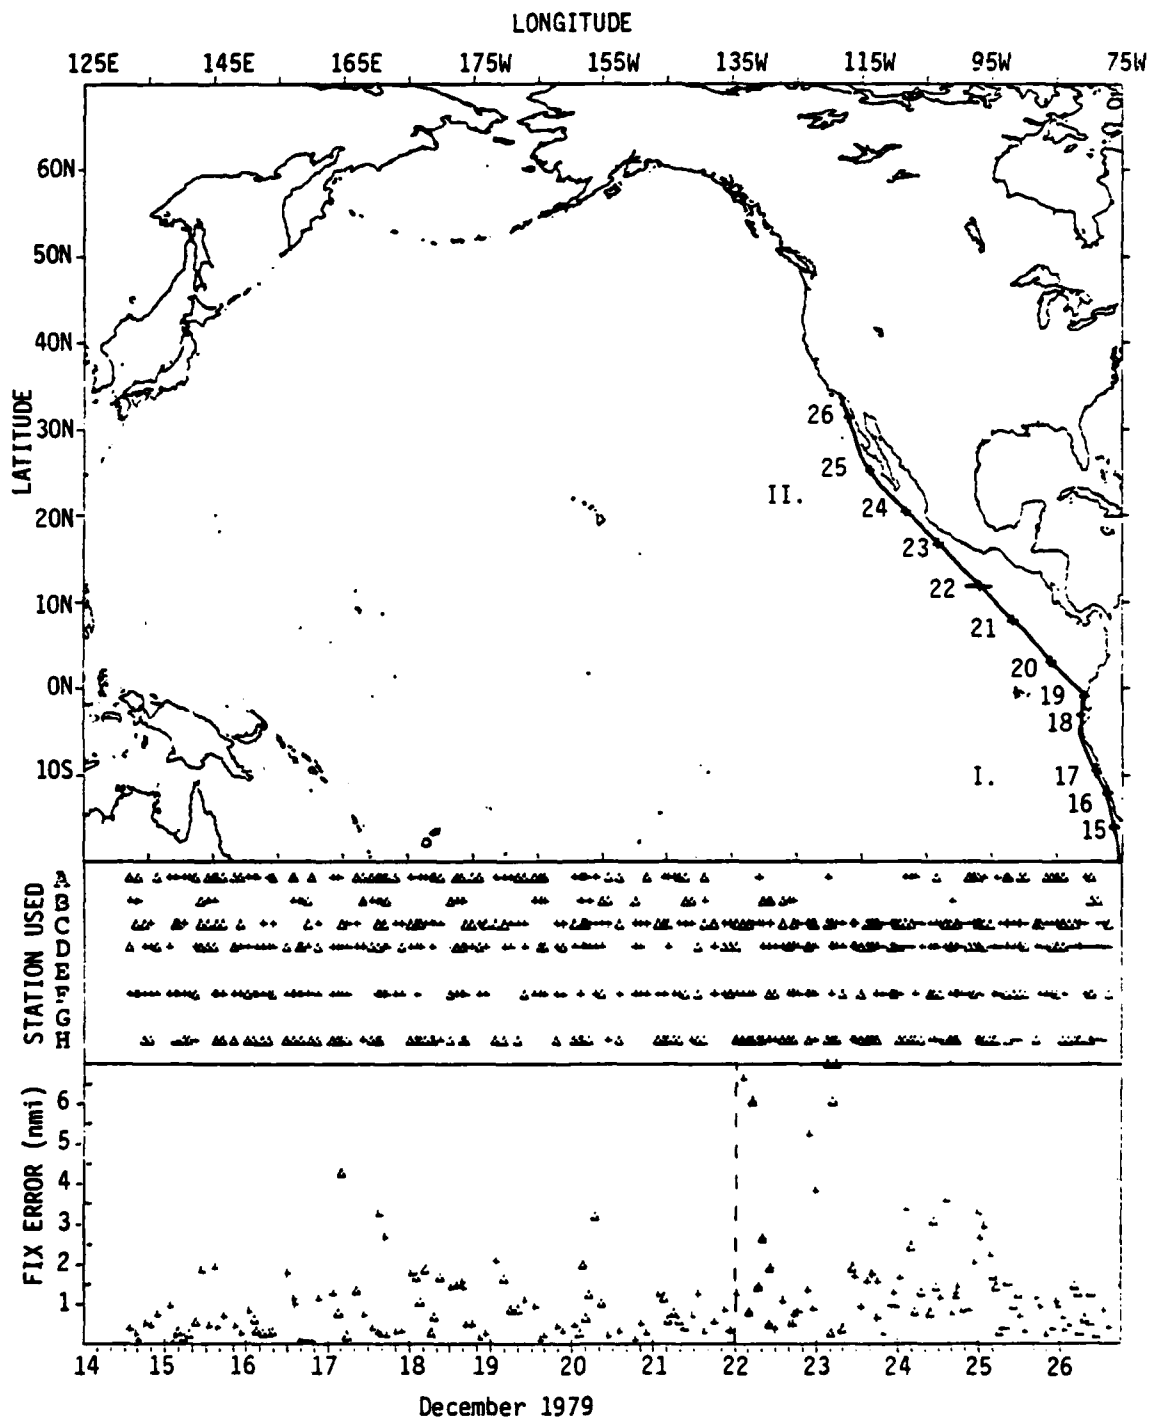 LONGITUDE
125E 145E 165E 175W 155W 135W 115W 95W 75W
LATITUDE
60N
50N
40N
30N
20N
10N
0N
10S
26
25
II.
24
23
22
21
20
19
18
I.
17
16
15
STATION USED
A
B
C
D
E
F
G
H
FIX ERROR (nmi)
6
5
4
3
2
1
14 15 16 17 18 19 20 21 22 23 24 25 26
December 1979